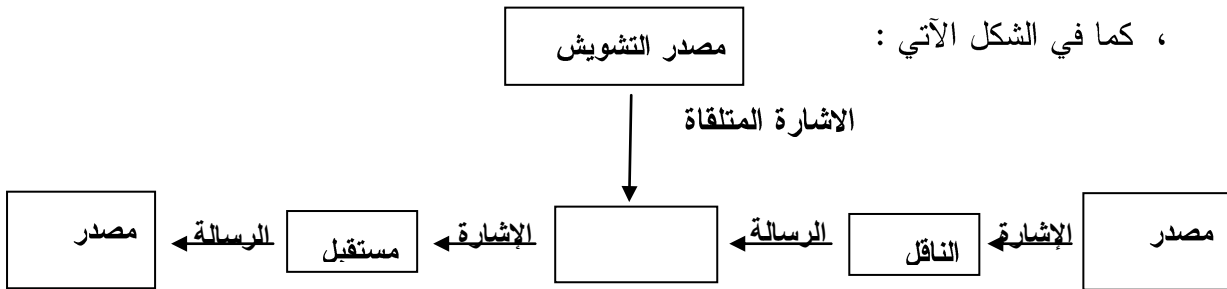 ، كما في الشكل الآتي :
مصدر التشويش
الاشارة المتلقاة
مصدر الإشارة الناقل الرسالة الإشارة مستقبل الرسالة مصدر